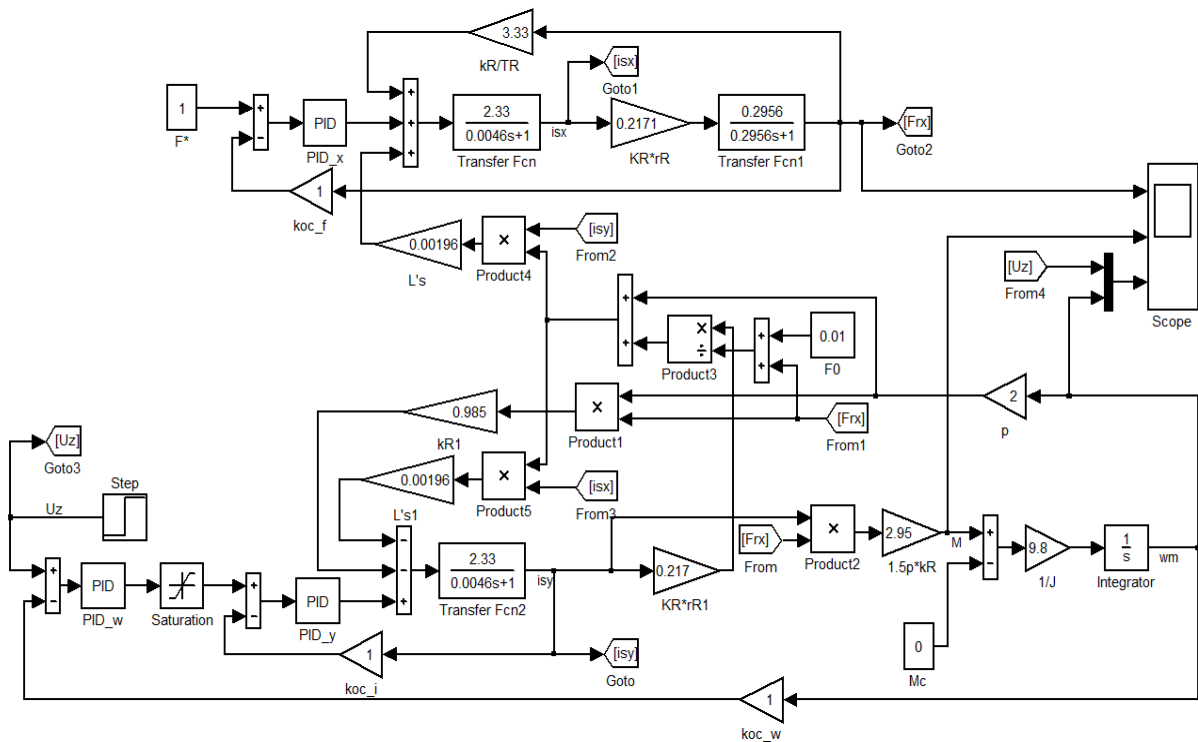 3.33
kR/TR
[isx]
Goto1
1
F*
+
-
PID
PID_x
+
+
+
2.33
0.0046s+1
Transfer Fcn
isx
0.2171
KR*rR
0.2956
0.2956s+1
Transfer Fcn1
[Frx]
Goto2
1
koc_f
0.00196
L's
×
Product4
[isy]
From2
[Uz]
From4
Scope
+
+
×
÷
Product3
+
+
0.01
F0
0.985
kR1
×
Product1
[Frx]
From1
2
p
[Uz]
Goto3
Uz
Step
0.00196
L's1
×
Product5
[isx]
From3
+
-
PID
PID_w
Saturation
+
-
PID
PID_y
-
-
+
2.33
0.0046s+1
Transfer Fcn2
isy
0.217
KR*rR1
[Frx]
From
×
Product2
2.95
1.5p*kR
M
+
-
9.8
1/J
1
s
Integrator
wm
1
koc_i
[isy]
Goto
0
Mc
1
koc_w